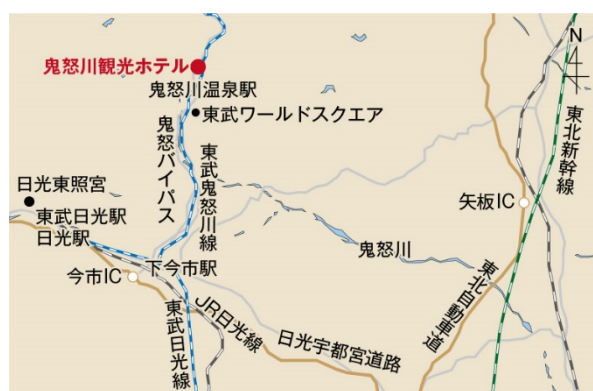 N
鬼怒川観光ホテル
鬼怒川温泉駅
東武ワールドスクエア
鬼怒バイパス
東武鬼怒川線
東北新幹線
日光東照宮
東武日光駅
日光駅
矢板IC
鬼怒川
下今市駅
今市IC
東北自動車道
JR日光線
日光宇都宮道路
東武日光線